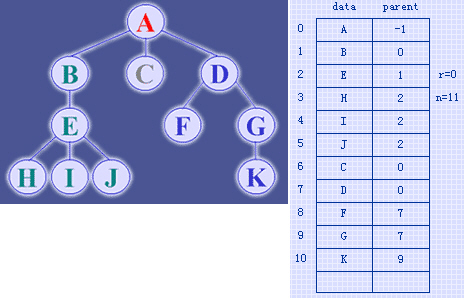 A
B C D
E F G
H I J K
data parent
0 A -1
1 B 0
2 E 1 r=0
3 H 2 n=11
4 I 2
5 J 2
6 C 0
7 D 0
8 F 7
9 G 7
10 K 9